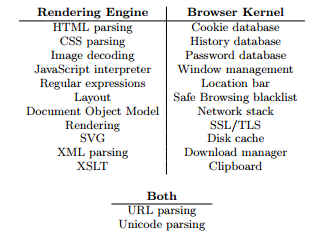 Rendering Engine Browser Kernel
HTML parsing Cookie database
CSS parsing History database
Image decoding Password database
JavaScript interpreter Window management
Regular expressions Location bar
Layout Safe Browsing blacklist
Document Object Model Network stack
Rendering SSL/TLS
SVG Disk cache
XML parsing Download manager
XSLT Clipboard
Both
URL parsing
Unicode parsing